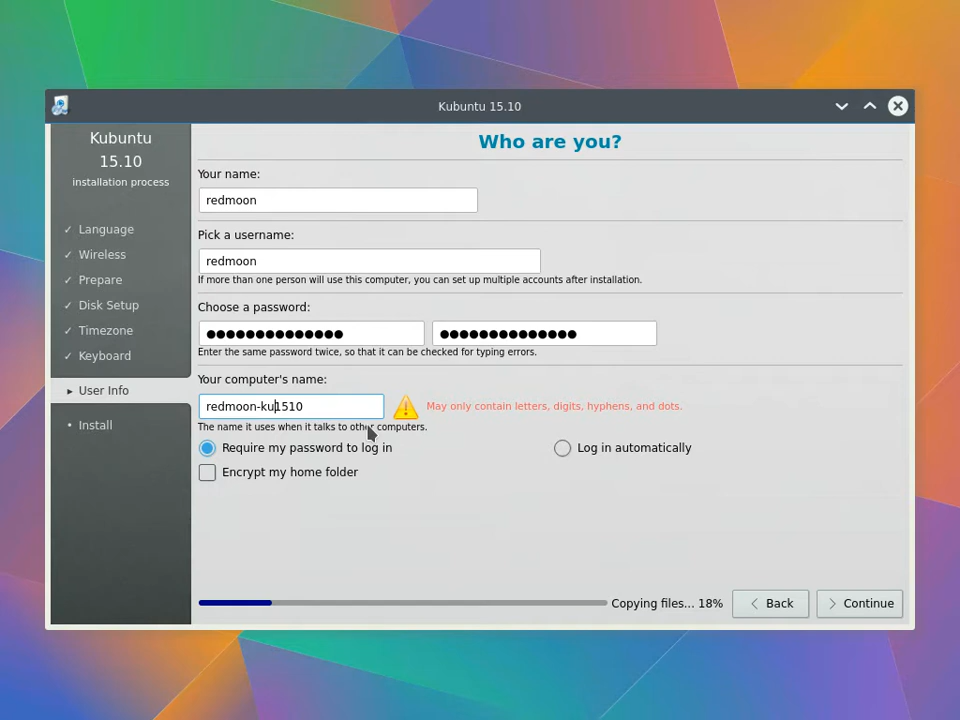 Kubuntu 15.10
Kubuntu
15.10
installation process
✓ Language
✓ Wireless
✓ Prepare
✓ Disk Setup
✓ Timezone
✓ Keyboard
▸ User Info
• Install
Who are you?
Your name:
redmoon
Pick a username:
redmoon
If more than one person will use this computer, you can set up multiple accounts after installation.
Choose a password:
●●●●●●●●●●●●●● ●●●●●●●●●●●●●●
Enter the same password twice, so that it can be checked for typing errors.
Your computer's name:
redmoon-ku1510 May only contain letters, digits, hyphens, and dots.
The name it uses when it talks to other computers.
Require my password to log in Log in automatically
Encrypt my home folder
Copying files... 18% Back Continue